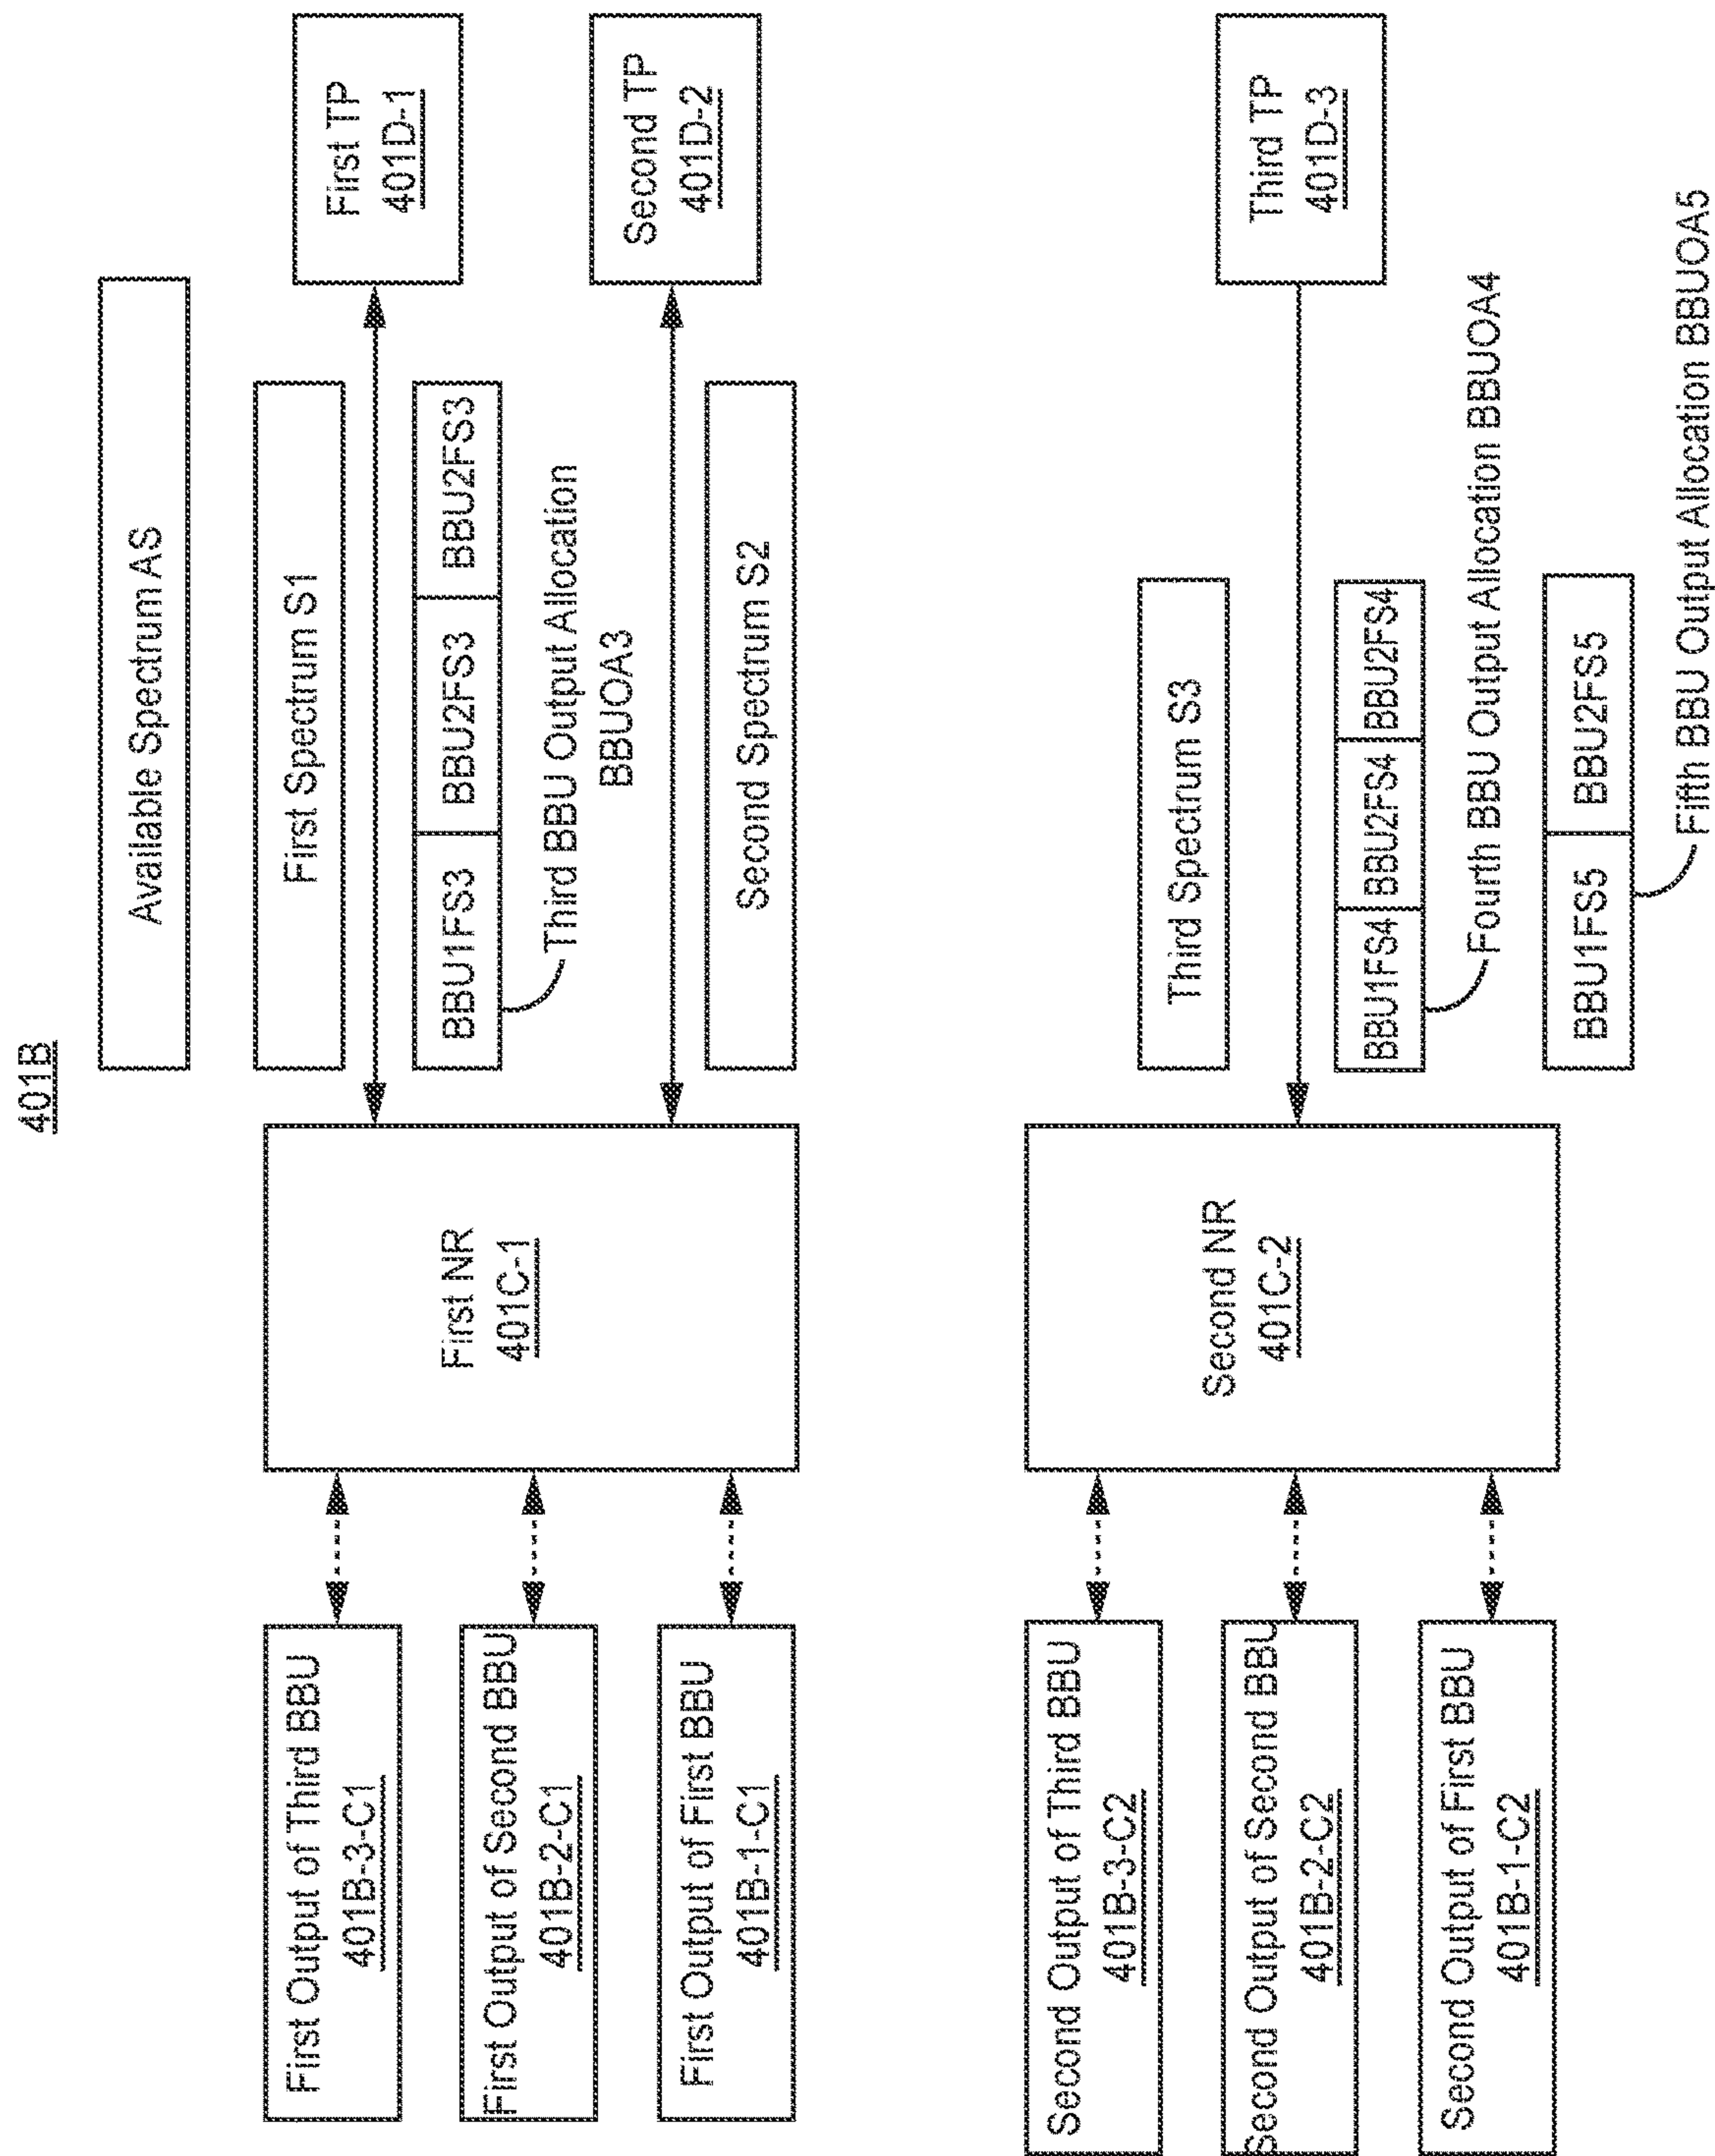 401B
Available Spectrum AS
First Output of Third BBU
401B-3-C1
First Output of Second BBU
401B-2-C1
First Output of First BBU
401B-1-C1
First NR
401C-1
First Spectrum S1
BBU1FS3
BBU2FS3
BBU2FS3
Third BBU Output Allocation
BBUOA3
Second Spectrum S2
First TP
401D-1
Second TP
401D-2
Second Output of Third BBU
401B-3-C2
Second Output of Second BBU
401B-2-C2
Second Output of First BBU
401B-1-C2
Second NR
401C-2
Third Spectrum S3
BBU1FS4
BBU2FS4
BBU2FS4
Fourth BBU Output Allocation BBUOA4
BBU1FS5
BBU2FS5
Fifth BBU Output Allocation BBUOA5
Third TP
401D-3